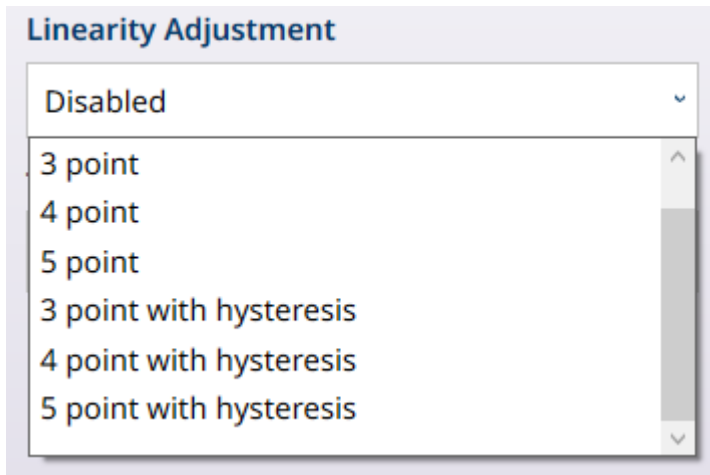 Linearity Adjustment
Disabled
3 point
4 point
5 point
3 point with hysteresis
4 point with hysteresis
5 point with hysteresis